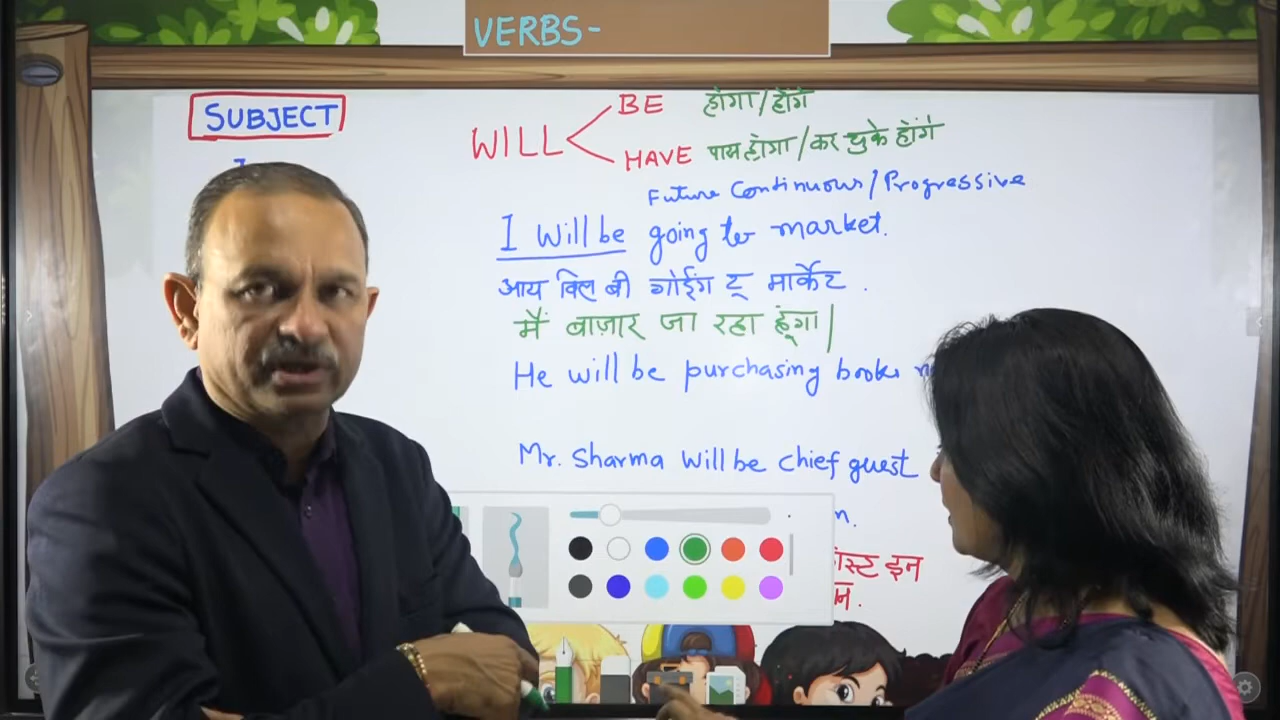 VERBS-
SUBJECT
BE होगा/होंगे
WILL
HAVE पास होगा/कर चुके होंगे
Future Continuous/Progressive
I will be going to market.
आय विल बी गोईंग टू मार्केट .
मैं बाज़ार जा रहा हूंगा|
He will be purchasing books
Mr. Sharma will be chief guest
इन